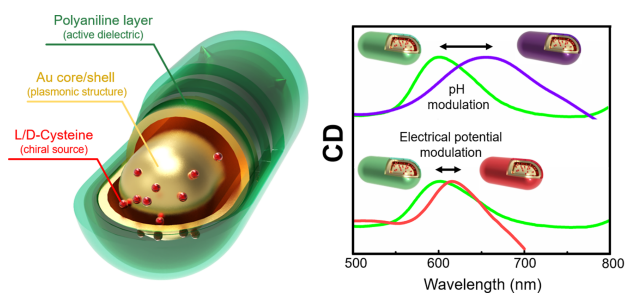 Polyaniline layer
(active dielectric)
Au core/shell
(plasmonic structure)
L/D-Cysteine
(chiral source)
CD
pH
modulation
Electrical potential
modulation
500
600
700
800
Wavelength (nm)